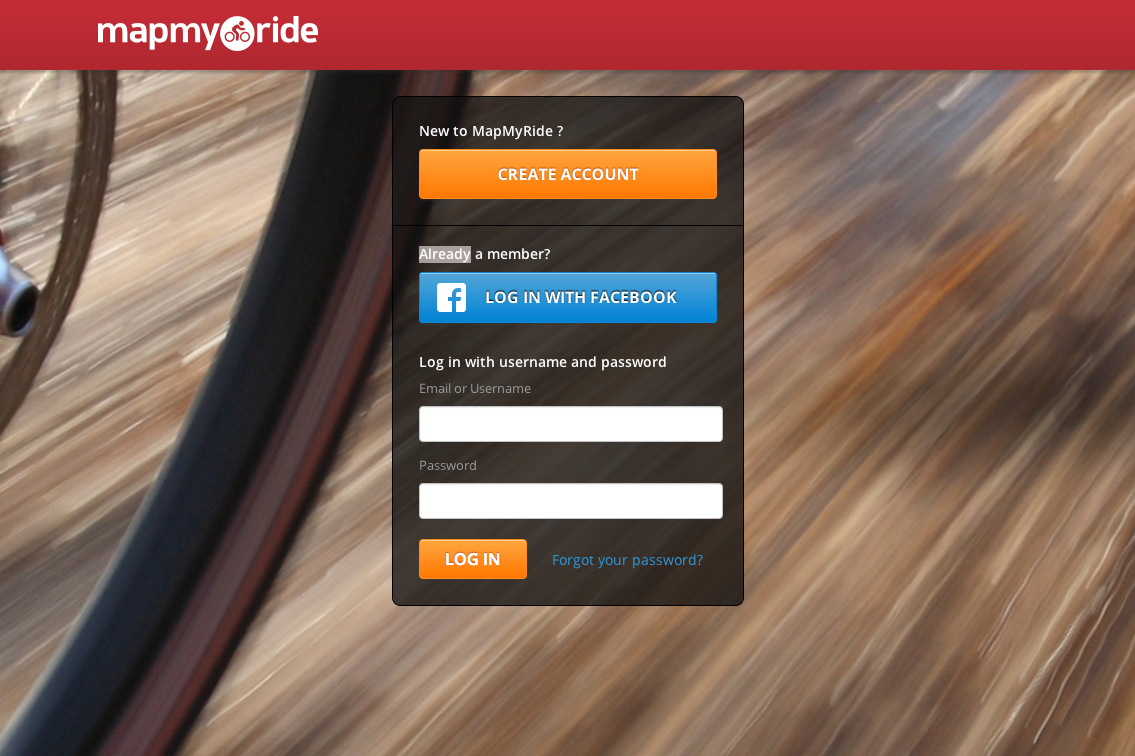 mapmyride
New to MapMyRide ?
CREATE ACCOUNT
Already a member?
LOG IN WITH FACEBOOK
Log in with username and password
Email or Username
Password
LOG IN
Forgot your password?